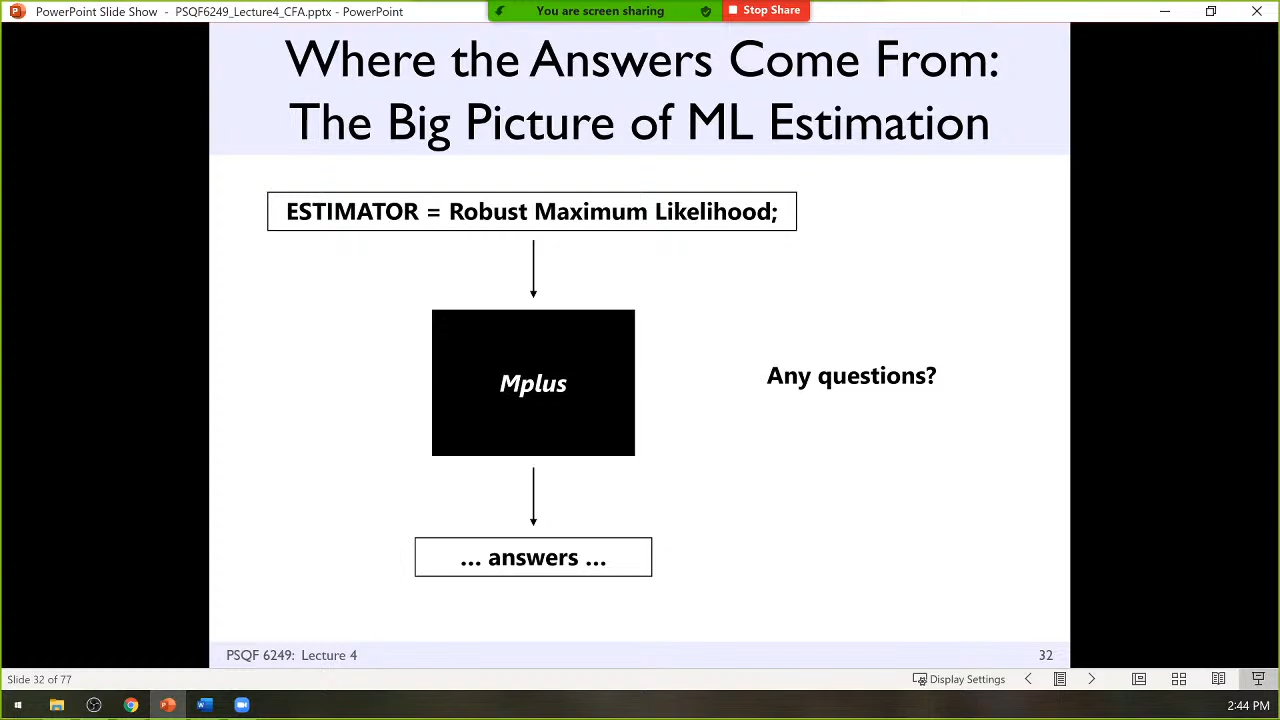 PowerPoint Slide Show - PSQF6249_Lecture4_CFA.pptx - PowerPoint
You are screen sharing
Stop Share
Where the Answers Come From:
The Big Picture of ML Estimation
ESTIMATOR = Robust Maximum Likelihood;
Mplus
Any questions?
... answers ...
PSQF 6249: Lecture 4
32
Slide 32 of 77
Display Settings
2:44 PM